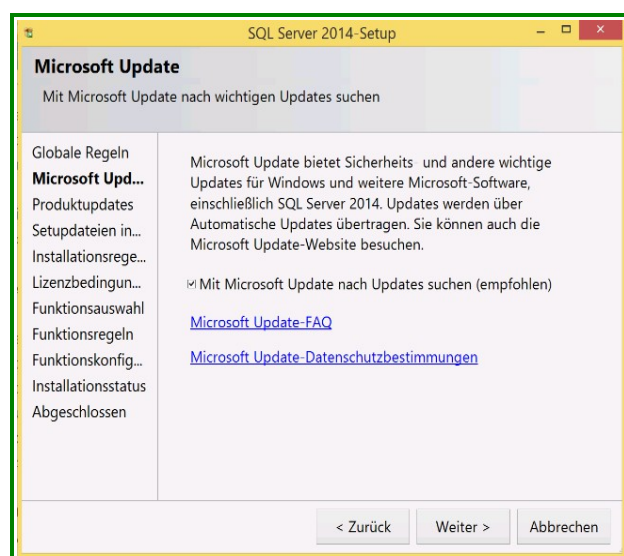 SQL Server 2014-Setup
Microsoft Update
Mit Microsoft Update nach wichtigen Updates suchen
Globale Regeln
Microsoft Upd...
Produktupdates
Setupdateien in...
Installationsrege...
Lizenzbedingun...
Funktionsauswahl
Funktionsregeln
Funktionskonfig...
Installationsstatus
Abgeschlossen
Microsoft Update bietet Sicherheits- und andere wichtige
Updates für Windows und weitere Microsoft-Software,
einschließlich SQL Server 2014. Updates werden über
Automatische Updates übertragen. Sie können auch die
Microsoft Update-Website besuchen.
Mit Microsoft Update nach Updates suchen (empfohlen)
Microsoft Update-FAQ
Microsoft Update-Datenschutzbestimmungen
< Zurück
Weiter >
Abbrechen